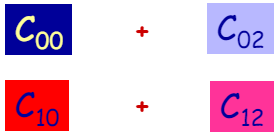 C₀₀ + C₀₂
C₁₀ + C₁₂